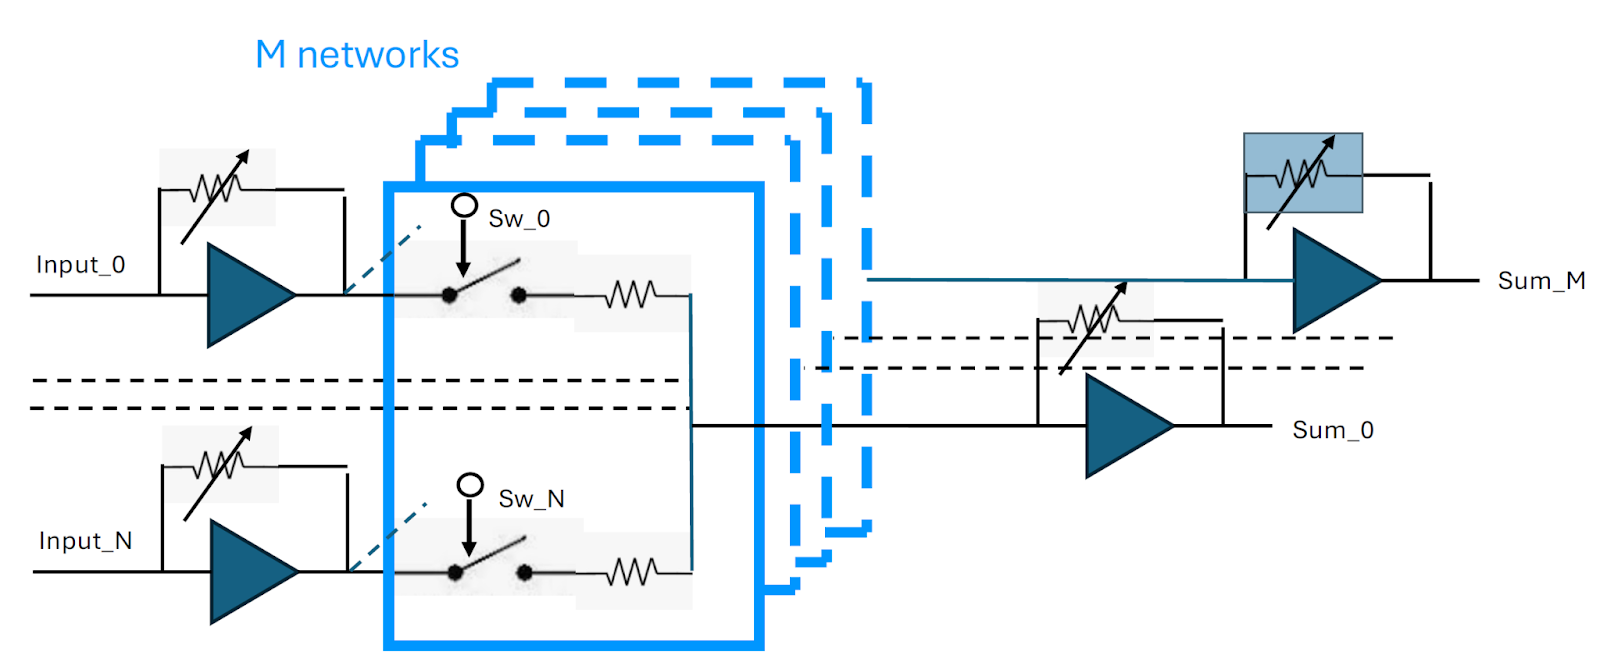 M networks
Sw_0
Input_0
Sum_M
Sum_0
Sw_N
Input_N